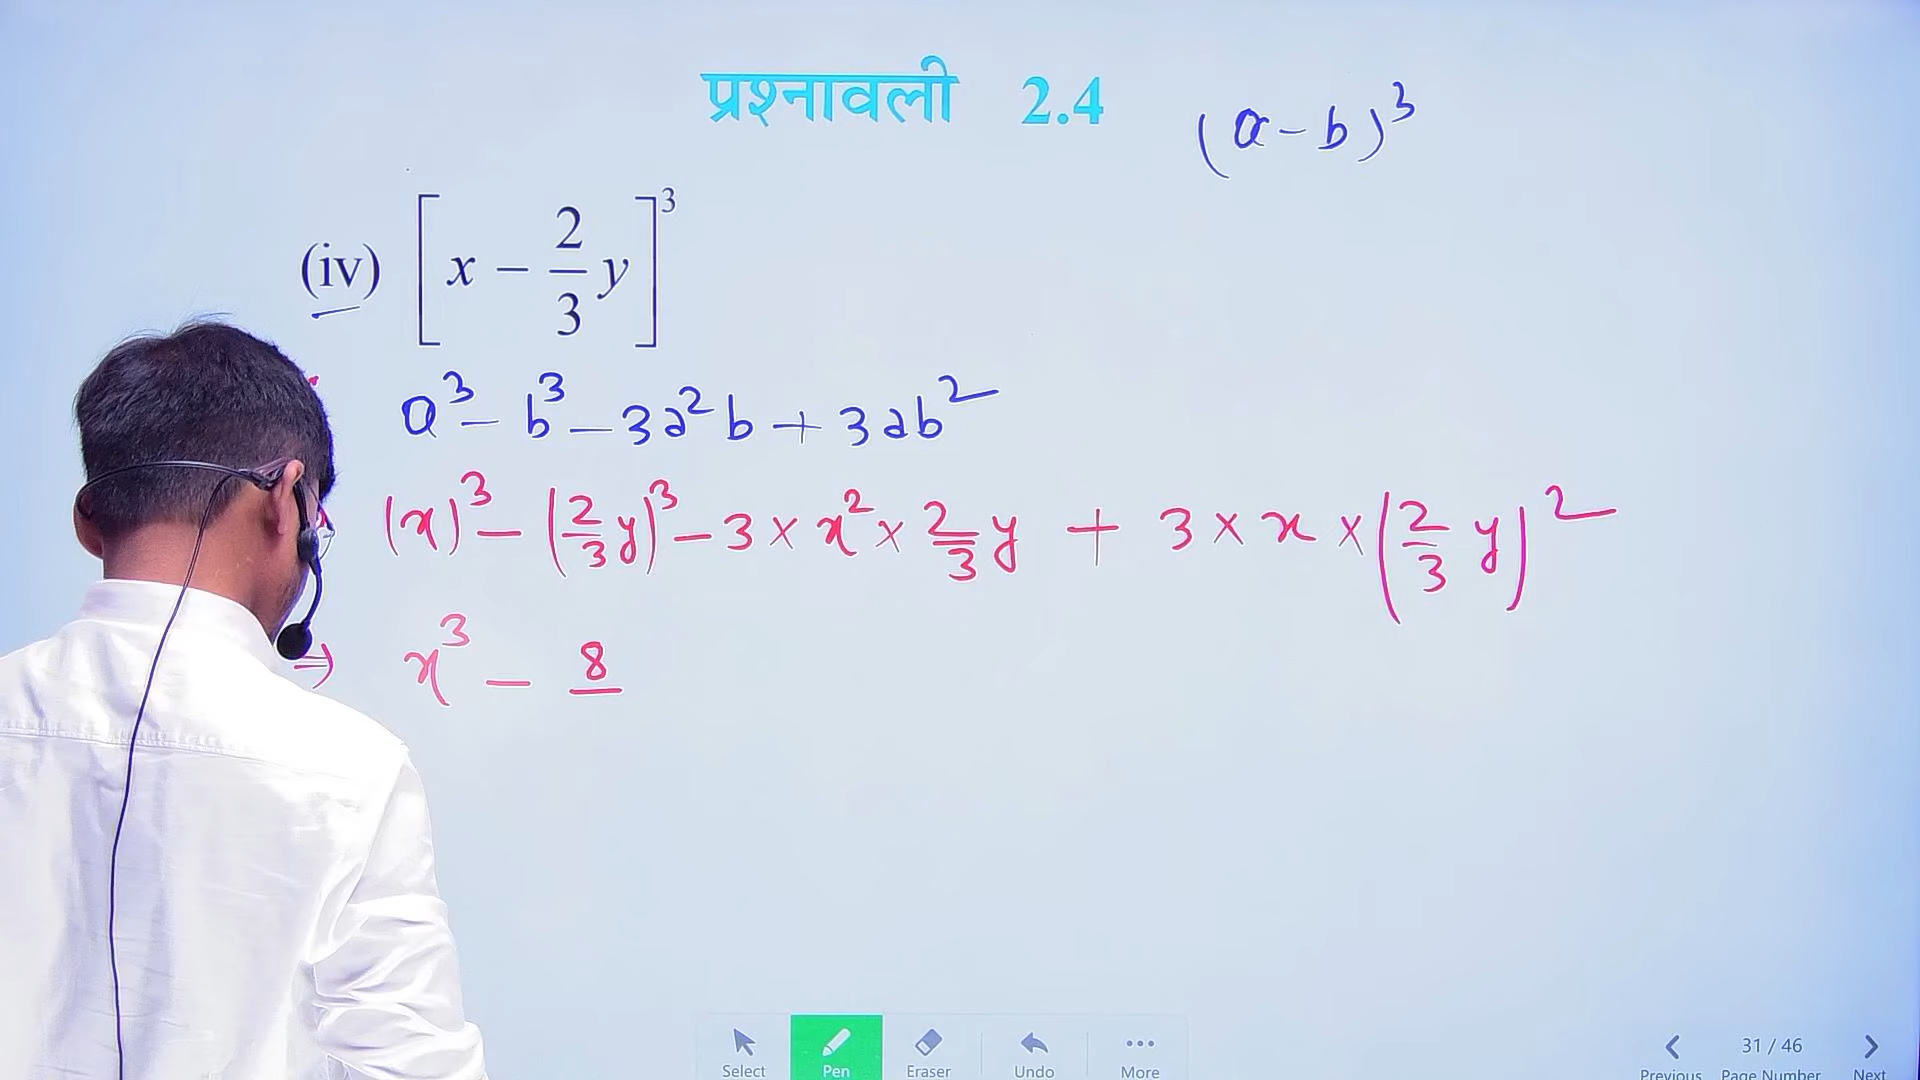 प्रश्नावली 2.4
(a-b)³
(iv) [x - 2/3 y]³
a³ - b³ - 3a²b + 3ab²
(x)³ - (2/3 y)³ - 3 × x² × 2/3 y + 3 × x × (2/3 y)²
⇒ x³ - 8
Select Pen Eraser Undo More
31 / 46
Previous Page Number Next